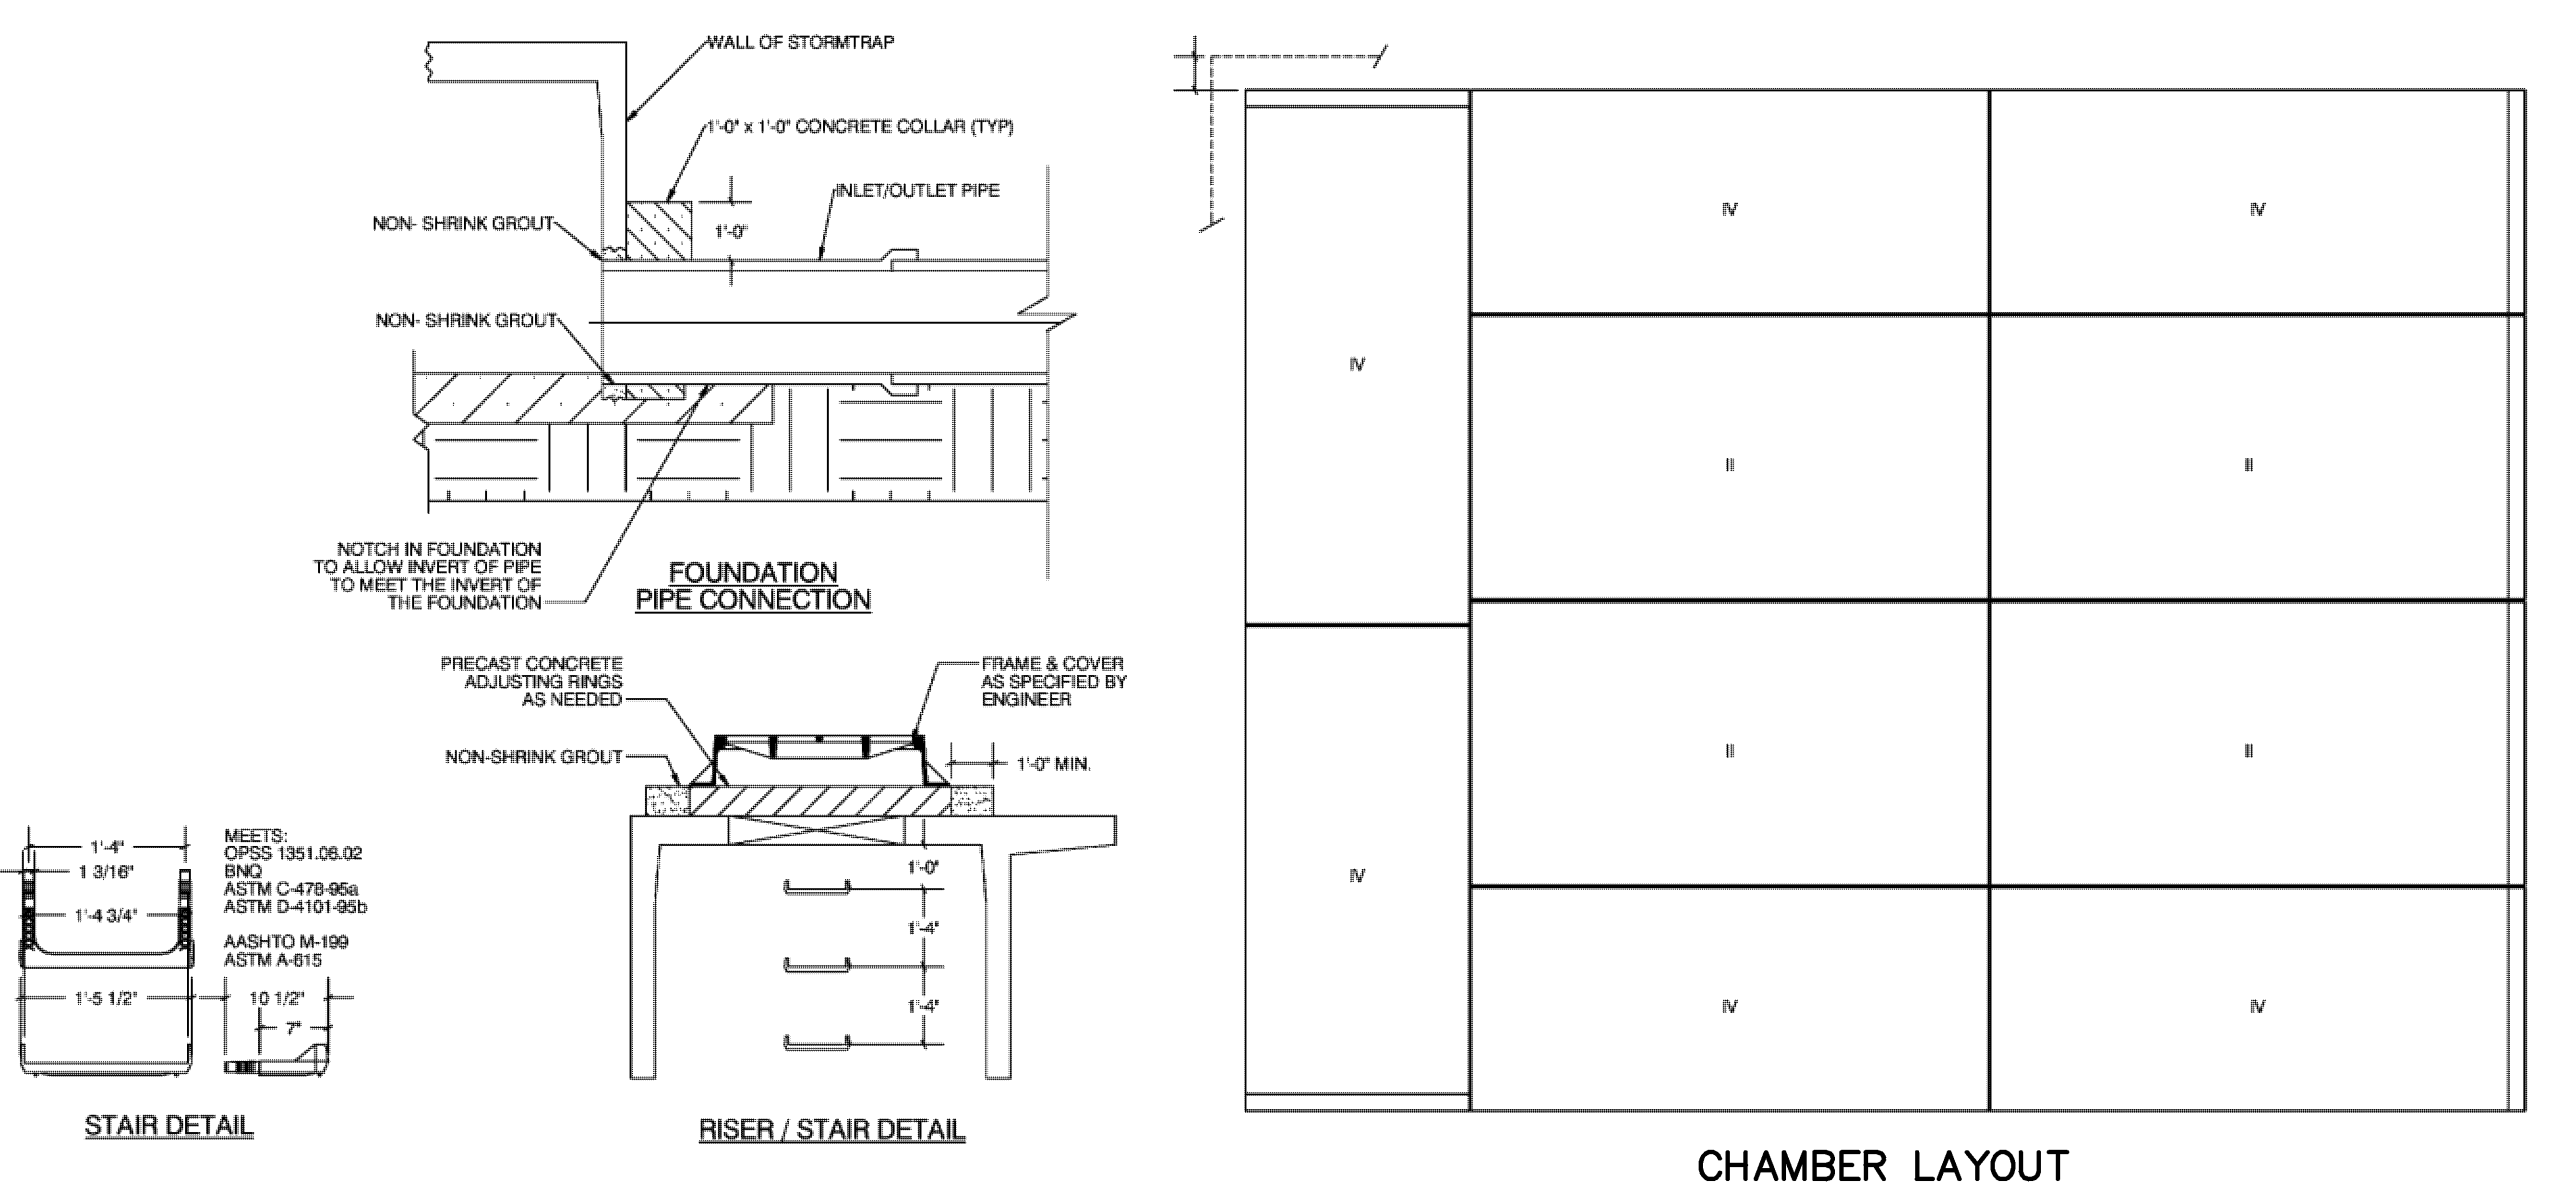 WALL OF STORMTRAP
1'-0" x 1'-0" CONCRETE COLLAR (TYP)
INLET/OUTLET PIPE
NON- SHRINK GROUT
1'-0"
NON- SHRINK GROUT
NOTCH IN FOUNDATION
TO ALLOW INVERT OF PIPE
TO MEET THE INVERT OF
THE FOUNDATION
FOUNDATION
PIPE CONNECTION
PRECAST CONCRETE
ADJUSTING RINGS
AS NEEDED
FRAME & COVER
AS SPECIFIED BY
ENGINEER
NON-SHRINK GROUT
1'-0" MIN.
1'-0"
1'-4"
1'-4"
RISER / STAIR DETAIL
1'-4"
1 3/16"
1'-4 3/4"
1'-5 1/2"
MEETS:
OPSS 1351.08.02
BNQ
ASTM C-478-95a
ASTM D-4101-95b
AASHTO M-199
ASTM A-615
10 1/2"
7"
STAIR DETAIL
IV
IV
IV
II
II
IV
II
II
IV
IV
CHAMBER LAYOUT